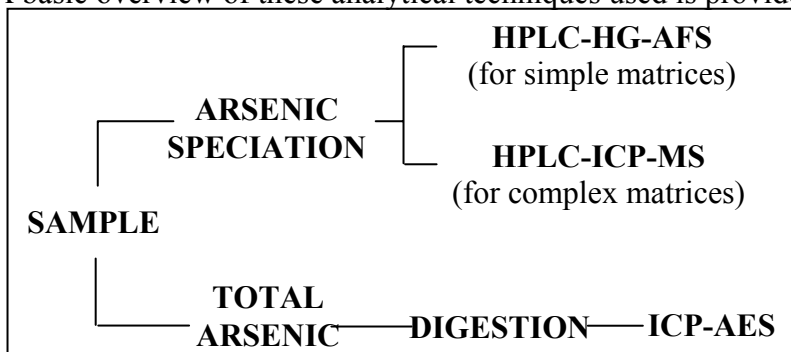 basic overview of these analytical techniques used is provide
HPLC-HG-AFS
(for simple matrices)
ARSENIC
SPECIATION
HPLC-ICP-MS
(for complex matrices)
SAMPLE
TOTAL
ARSENIC
DIGESTION
ICP-AES